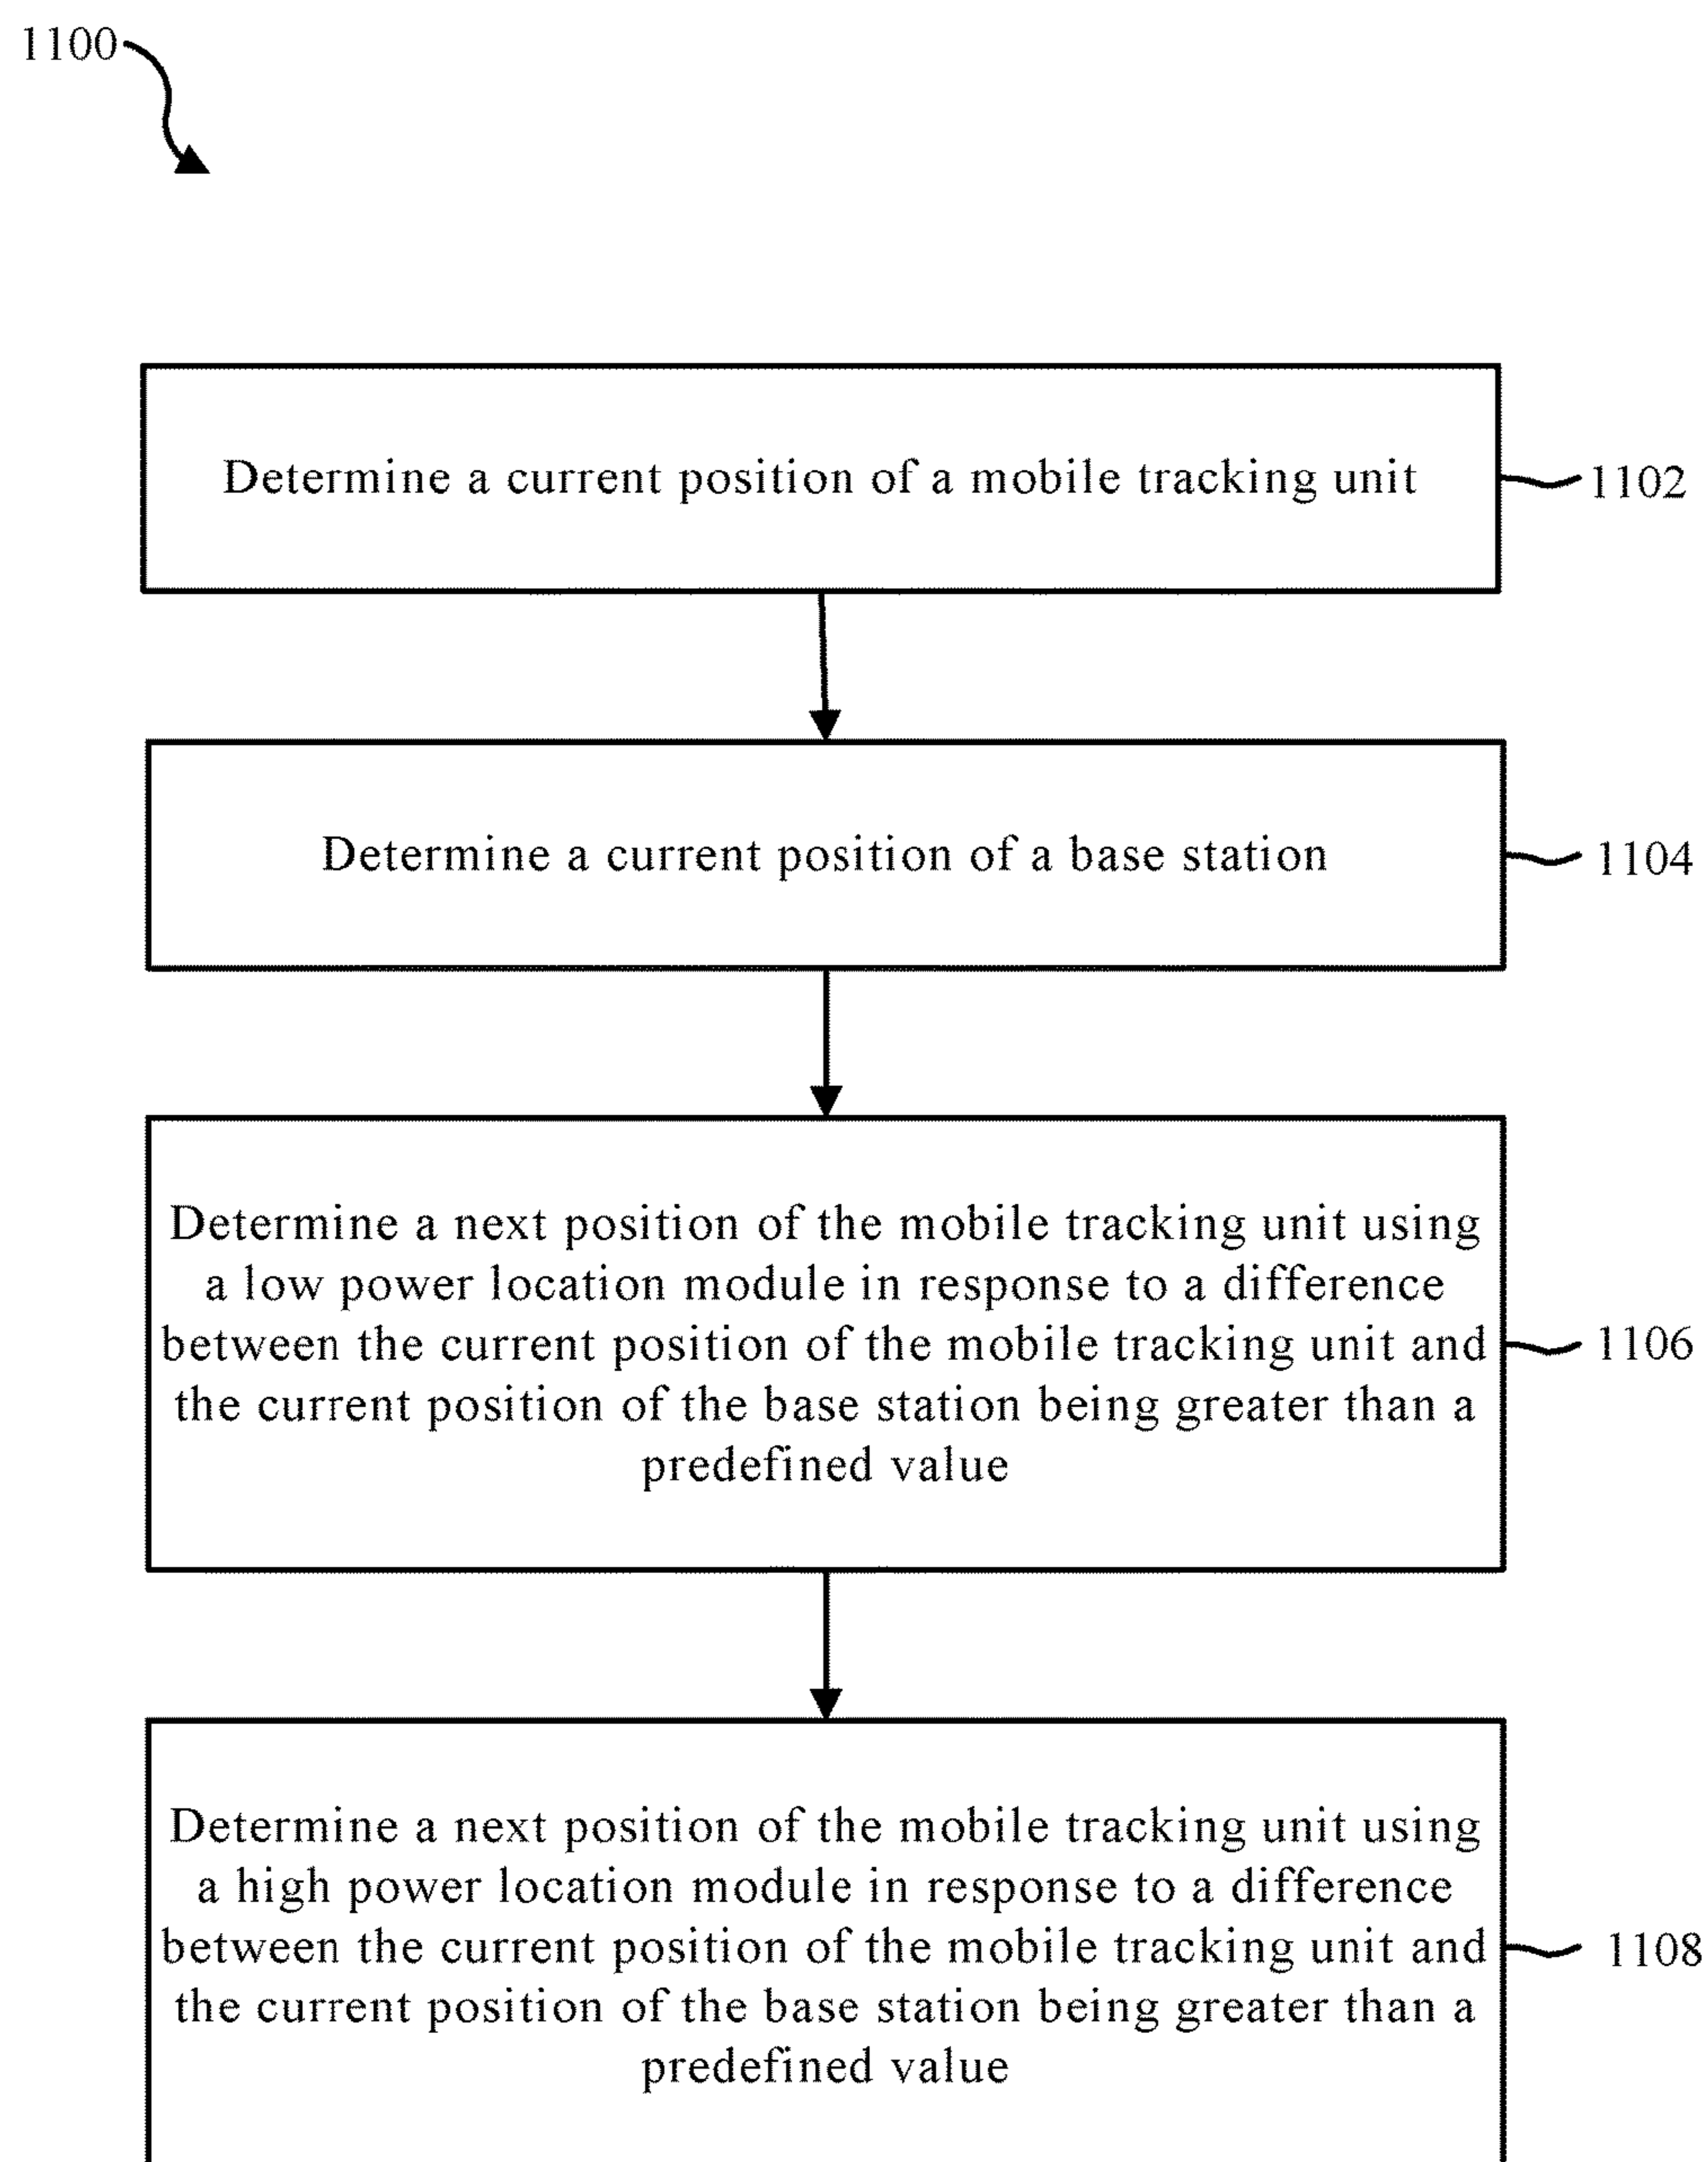 1100
Determine a current position of a mobile tracking unit
1102
Determine a current position of a base station
1104
Determine a next position of the mobile tracking unit using
a low power location module in response to a difference
between the current position of the mobile tracking unit and
the current position of the base station being greater than a
predefined value
1106
Determine a next position of the mobile tracking unit using
a high power location module in response to a difference
between the current position of the mobile tracking unit and
the current position of the base station being greater than a
predefined value
1108